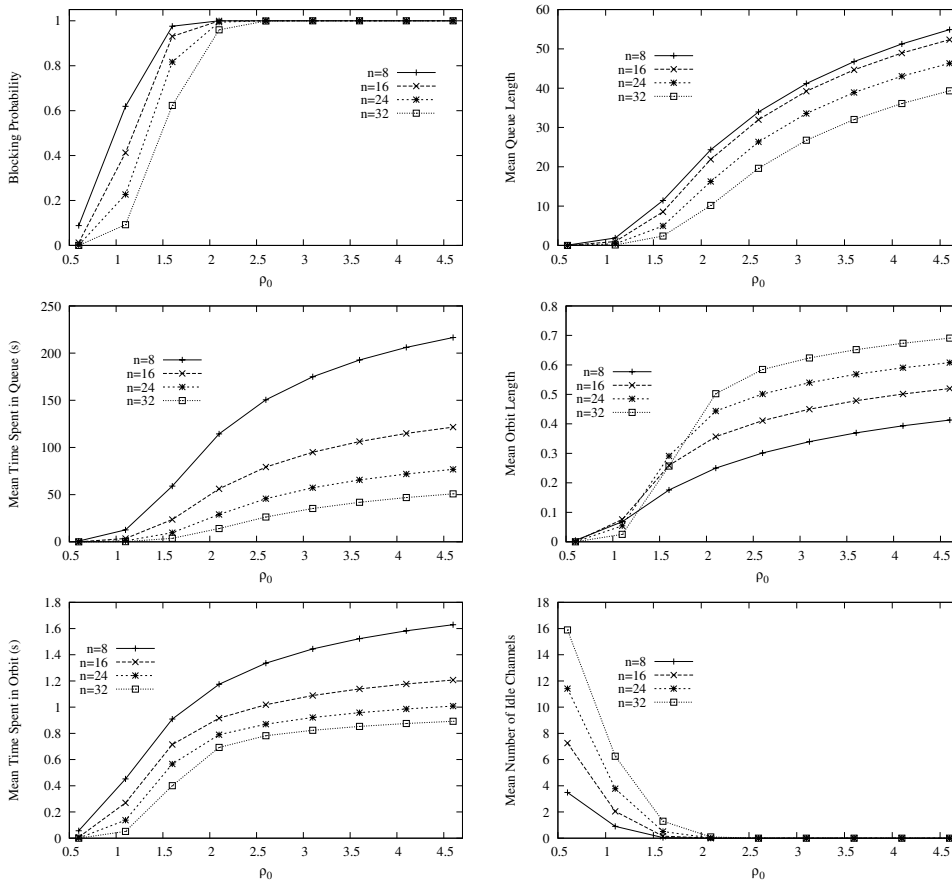 Blocking Probability
1
0.8
0.6
0.4
0.2
0
0.5 1 1.5 2 2.5 3 3.5 4 4.5
ρ0
n=8
n=16
n=24
n=32
Mean Queue Length
60
50
40
30
20
10
0
0.5 1 1.5 2 2.5 3 3.5 4 4.5
ρ0
n=8
n=16
n=24
n=32
Mean Time Spent in Queue (s)
250
200
150
100
50
0
0.5 1 1.5 2 2.5 3 3.5 4 4.5
ρ0
n=8
n=16
n=24
n=32
Mean Orbit Length
0.8
0.7
0.6
0.5
0.4
0.3
0.2
0.1
0
0.5 1 1.5 2 2.5 3 3.5 4 4.5
ρ0
n=8
n=16
n=24
n=32
Mean Time Spent in Orbit (s)
1.8
1.6
1.4
1.2
1
0.8
0.6
0.4
0.2
0
0.5 1 1.5 2 2.5 3 3.5 4 4.5
ρ0
n=8
n=16
n=24
n=32
Mean Number of Idle Channels
18
16
14
12
10
8
6
4
2
0
0.5 1 1.5 2 2.5 3 3.5 4 4.5
ρ0
n=8
n=16
n=24
n=32